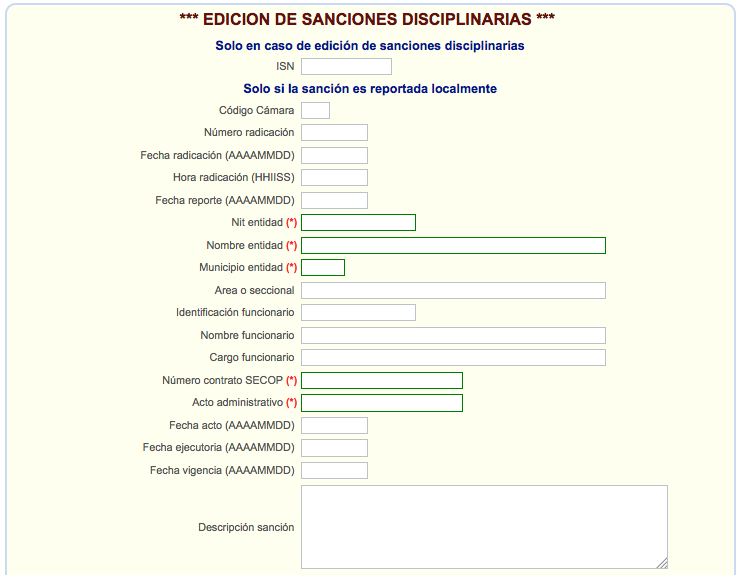 *** EDICION DE SANCIONES DISCIPLINARIAS ***
Solo en caso de edición de sanciones disciplinarias
ISN
Solo si la sanción es reportada localmente
Código Cámara
Número radicación
Fecha radicación (AAAAMMDD)
Hora radicación (HHIISS)
Fecha reporte (AAAAMMDD)
Nit entidad (*)
Nombre entidad (*)
Municipio entidad (*)
Area o seccional
Identificación funcionario
Nombre funcionario
Cargo funcionario
Número contrato SECOP (*)
Acto administrativo (*)
Fecha acto (AAAAMMDD)
Fecha ejecutoria (AAAAMMDD)
Fecha vigencia (AAAAMMDD)
Descripción sanción